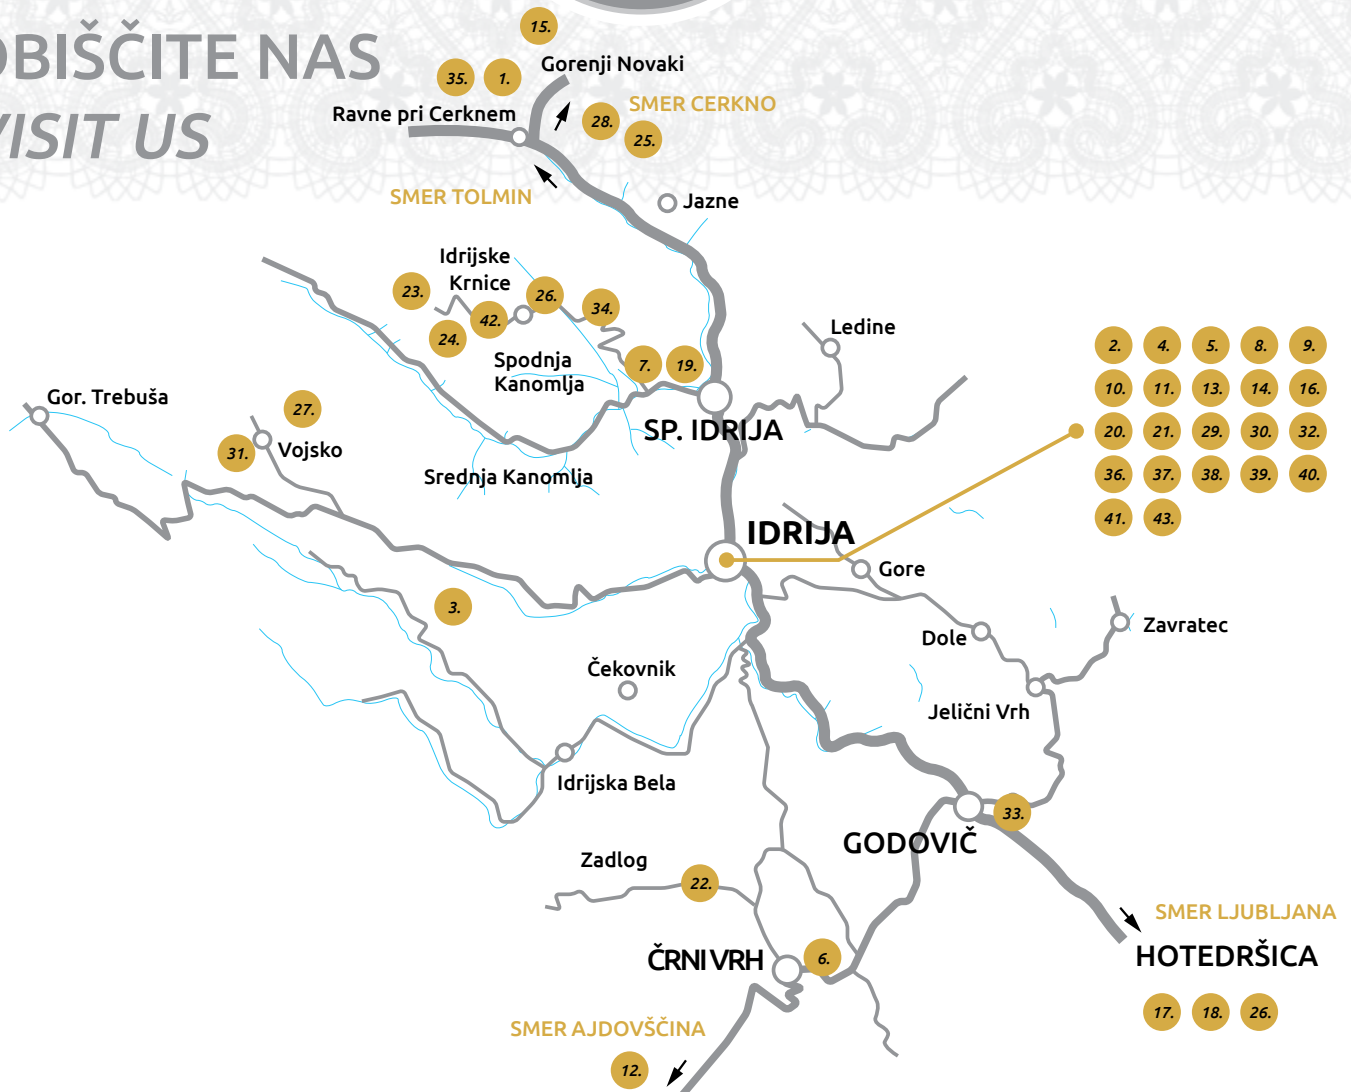 OBIŠČITE NAS
VISIT US
15.
35. 1.
Gorenji Novaki
Ravne pri Cerknem
SMER CERKNO
28.
25.
SMER TOLMIN
Jazne
Idrijske
Krnice
23.
26.
42.
34.
24.
Spodnja
Kanomlja
7. 19.
Ledine
SP. IDRIJA
Gor. Trebuša
27.
31.
Vojsko
Srednja Kanomlja
2. 4. 5. 8. 9.
10. 11. 13. 14. 16.
20. 21. 29. 30. 32.
36. 37. 38. 39. 40.
41. 43.
IDRIJA
Gore
3.
Dole
Zavratec
Čekovnik
Jelični Vrh
Idrijska Bela
33.
GODOVIČ
Zadlog
22.
SMER LJUBLJANA
HOTEDRŠICA
17. 18. 26.
ČRNI VRH
6.
SMER AJDOVŠČINA
12.